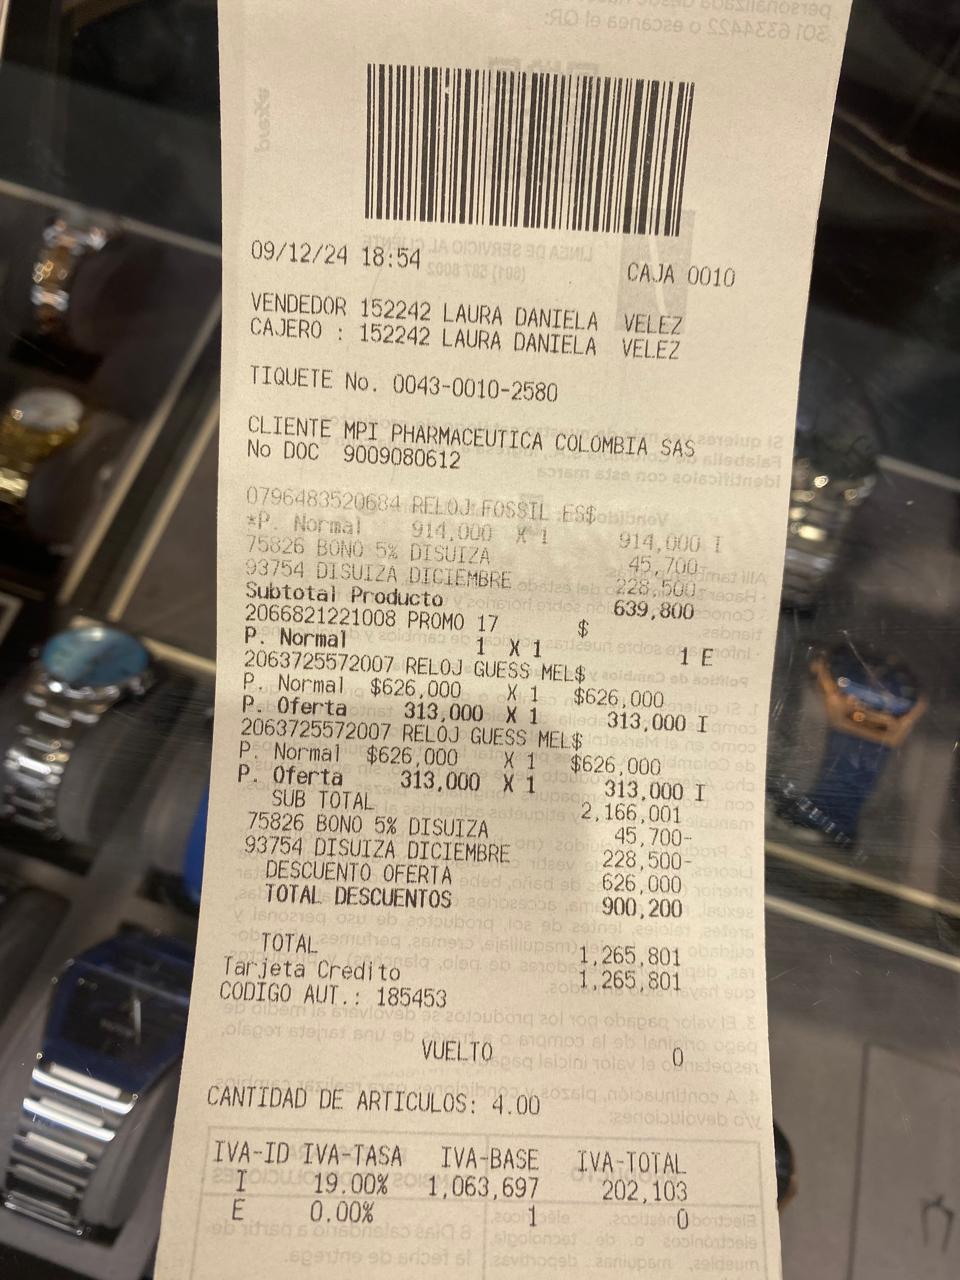 09/12/24 18:54 CAJA 0010
VENDEDOR 152242 LAURA DANIELA VELEZ
CAJERO : 152242 LAURA DANIELA VELEZ
TIQUETE No. 0043-0010-2580
CLIENTE MPI PHARMACEUTICA COLOMBIA SAS
No DOC 9009080612
0796483520684 RELOJ FOSSIL ES$
*P. Normal 914,000 X 1 914,000 I
75826 BONO 5% DISUIZA 45,700-
93754 DISUIZA DICIEMBRE 228,500-
Subtotal Producto 639,800
2066821221008 PROMO 17 $
P. Normal 1 X 1 1 E
2063725572007 RELOJ GUESS MEL$
P. Normal $626,000 X 1 $626,000
P. Oferta 313,000 X 1 313,000 I
2063725572007 RELOJ GUESS MEL$
P. Normal $626,000 X 1 $626,000
P. Oferta 313,000 X 1 313,000 I
SUB TOTAL 2,166,001
75826 BONO 5% DISUIZA 45,700-
93754 DISUIZA DICIEMBRE 228,500-
DESCUENTO OFERTA 626,000
TOTAL DESCUENTOS 900,200
TOTAL 1,265,801
Tarjeta Credito 1,265,801
CODIGO AUT.: 185453
VUELTO 0
CANTIDAD DE ARTICULOS: 4.00
IVA-ID IVA-TASA IVA-BASE IVA-TOTAL
I 19.00% 1,063,697 202,103
E 0.00% 1 0